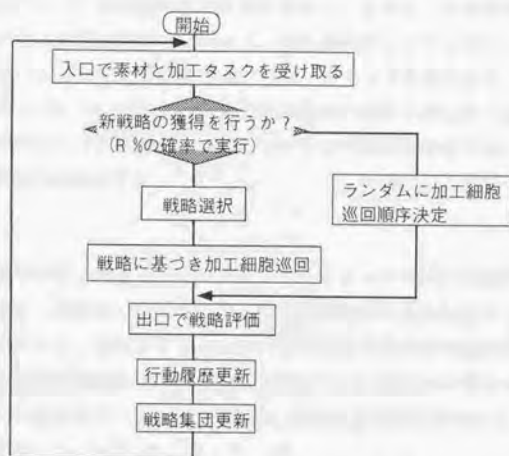 開始
入口で素材と加工タスクを受け取る
新戦略の獲得を行うか？
（R %の確率で実行）
戦略選択
ランダムに加工細胞
巡回順序決定
戦略に基づき加工細胞巡回
出口で戦略評価
行動履歴更新
戦略集団更新